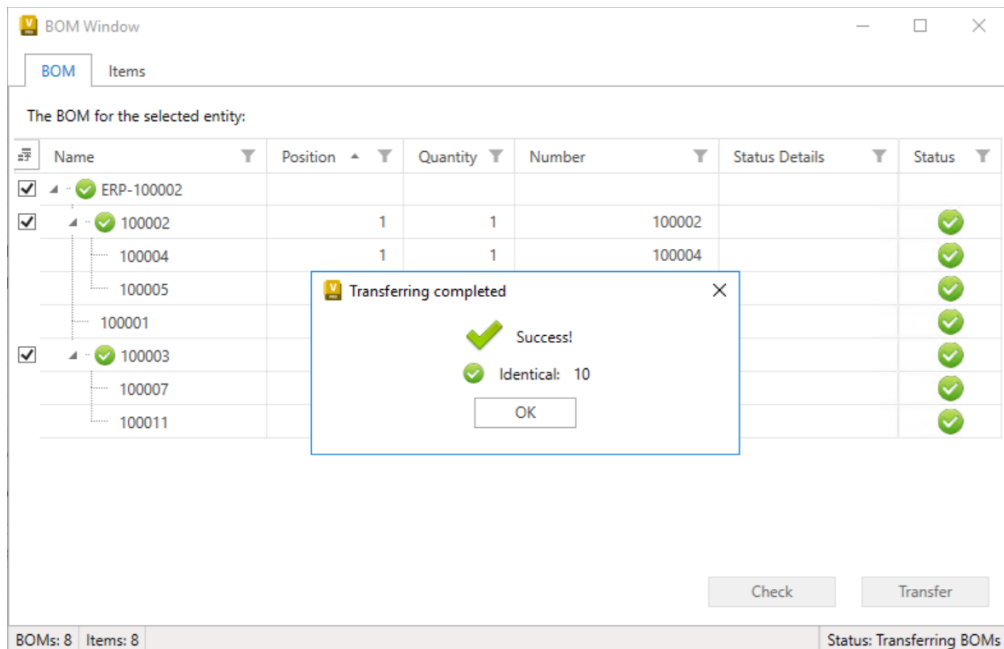 BOM Window
BOM Items
The BOM for the selected entity:
Name Position Quantity Number Status Details Status
ERP-100002
100002 1 1 100002
100004 1 1 100004
100005
100001
100003
100007
100011
Transferring completed
Success!
Identical: 10
OK
Check Transfer
BOMs: 8 Items: 8 Status: Transferring BOMs